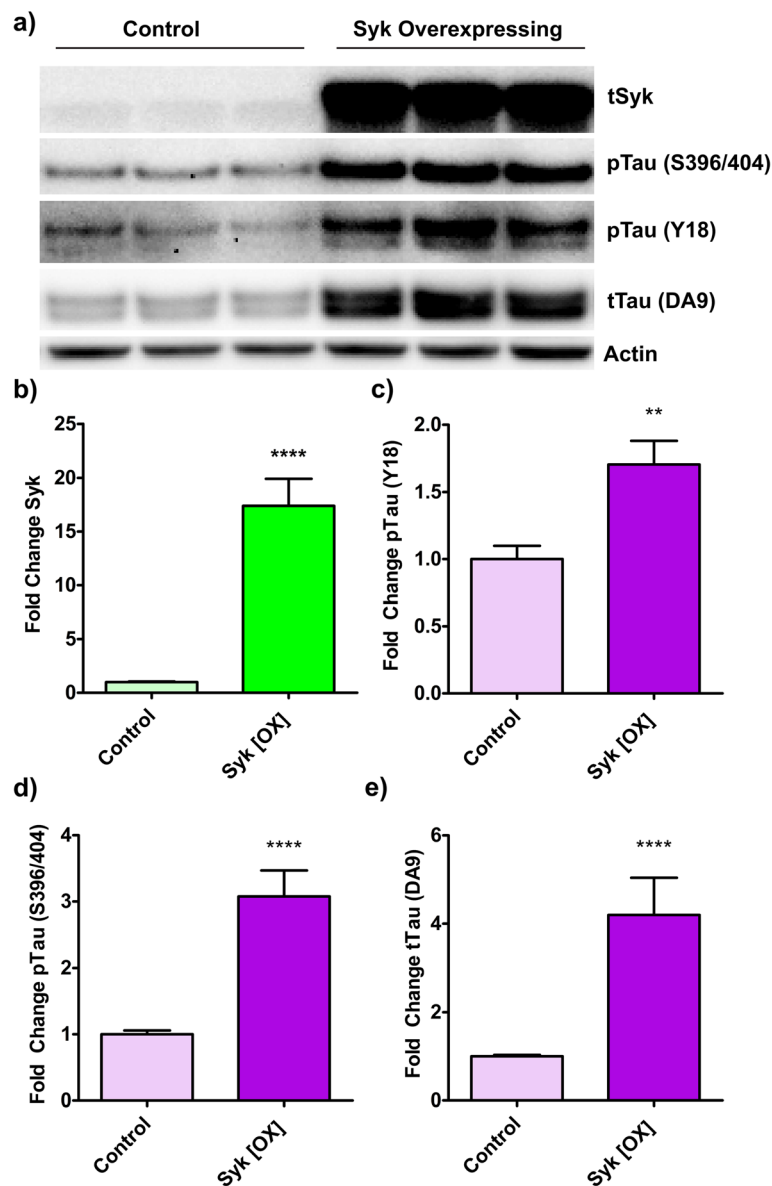 a)
Control
Syk Overexpressing
tSyk
pTau (S396/404)
pTau (Y18)
tTau (DA9)
Actin
b)
Fold Change Syk
25
20
15
10
5
0
****
Control
Syk [OX]
c)
Fold Change pTau (Y18)
2.0
1.5
1.0
0.5
0.0
**
Control
Syk [OX]
d)
Fold Change pTau (S396/404)
4
3
2
1
0
****
Control
Syk [OX]
e)
Fold Change tTau (DA9)
6
4
2
0
****
Control
Syk [OX]